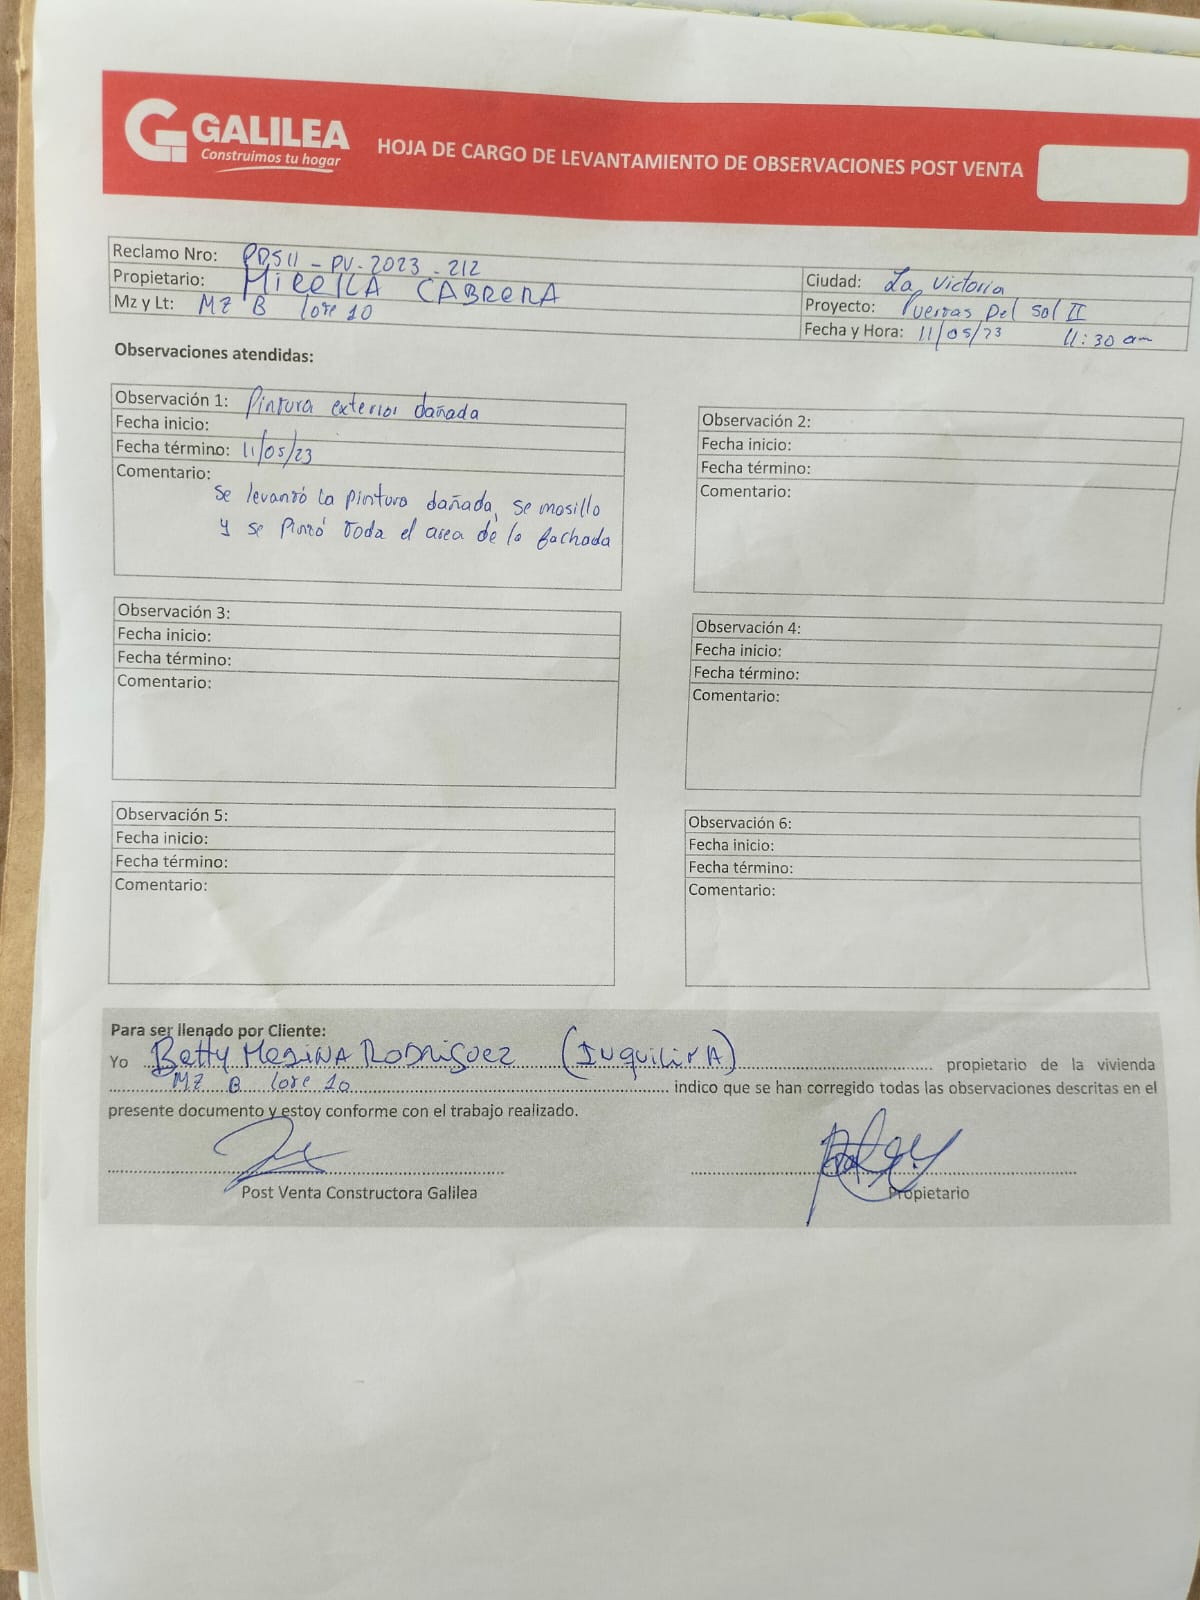 GALILEA
Construimos tu hogar
HOJA DE CARGO DE LEVANTAMIENTO DE OBSERVACIONES POST VENTA
Reclamo Nro: PDSII - PV - 2023 - 212
Propietario: Mirella CABRERA
Mz y Lt: MZ B lote 10
Ciudad: La Victoria
Proyecto: Puertas Del Sol II
Fecha y Hora: 11/05/23 11:30 am
Observaciones atendidas:
Observación 1: Pintura exterior dañada
Fecha inicio:
Fecha término: 11/05/23
Comentario:
se levantó la pintura dañada, se masillo
y se pintó toda el area de la fachada
Observación 2:
Fecha inicio:
Fecha término:
Comentario:
Observación 3:
Fecha inicio:
Fecha término:
Comentario:
Observación 4:
Fecha inicio:
Fecha término:
Comentario:
Observación 5:
Fecha inicio:
Fecha término:
Comentario:
Observación 6:
Fecha inicio:
Fecha término:
Comentario:
Para ser llenado por Cliente:
Yo Betty Medina Rodriguez (Inquilina) propietario de la vivienda
MZ B lote 10 indico que se han corregido todas las observaciones descritas en el
presente documento y estoy conforme con el trabajo realizado.
Post Venta Constructora Galilea
Propietario